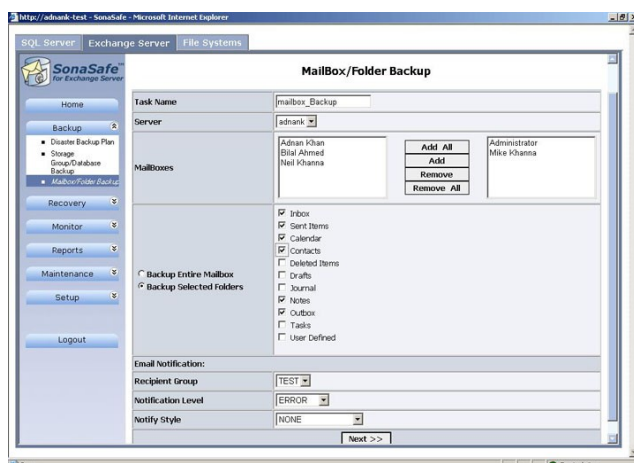 http://adnank-test - SonaSafe - Microsoft Internet Explorer
SQL Server Exchange Server File Systems
SonaSafe™
for Exchange Server
MailBox/Folder Backup
Home
Backup
Disaster Backup Plan
Storage
Group/Database
Backup
Mailbox/Folder Backup
Recovery
Monitor
Reports
Maintenance
Setup
Logout
Task Name mailbox_Backup
Server adnank
MailBoxes
Adnan Khan
Bilal Ahmed
Neil Khanna
Add All
Add
Remove
Remove All
Administrator
Mike Khanna
Backup Entire Mailbox
Backup Selected Folders
Inbox
Sent Items
Calendar
Contacts
Deleted Items
Drafts
Journal
Notes
Outbox
Tasks
User Defined
Email Notification:
Recipient Group TEST
Notification Level ERROR
Notify Style NONE
Next >>